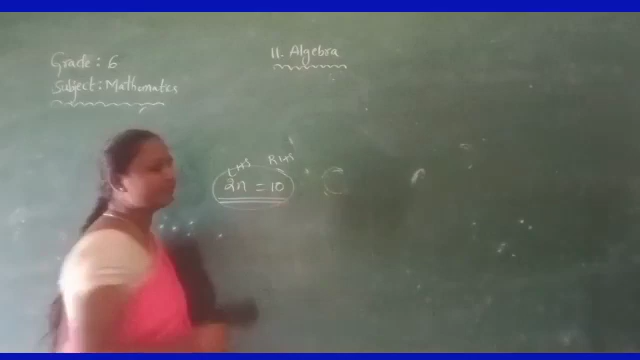 Grade : 6
11. Algebra
Subject : Mathematics
LHS RHS
2n = 10